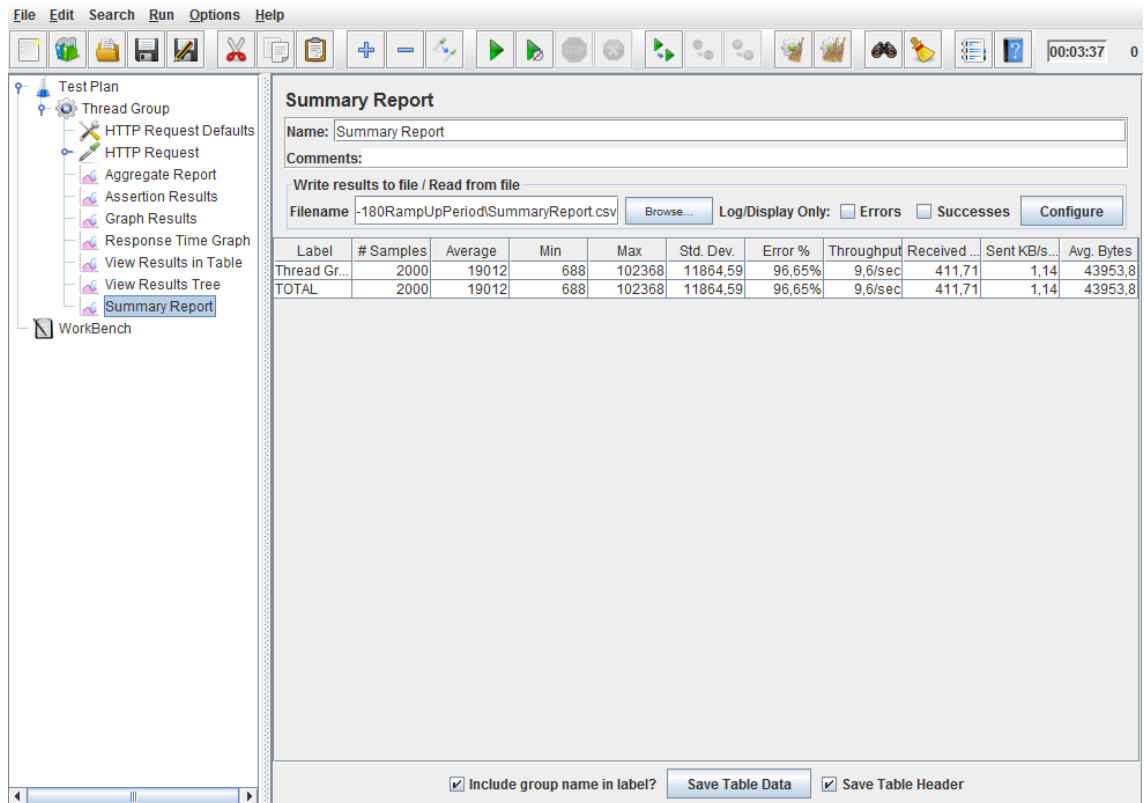 File Edit Search Run Options Help
00:03:37 0
Test Plan
Thread Group
HTTP Request Defaults
HTTP Request
Aggregate Report
Assertion Results
Graph Results
Response Time Graph
View Results in Table
View Results Tree
Summary Report
WorkBench
Summary Report
Name: Summary Report
Comments:
Write results to file / Read from file
Filename -180RampUpPeriod\SummaryReport.csv Browse... Log/Display Only: Errors Successes Configure
Label # Samples Average Min Max Std. Dev. Error % Throughput Received ... Sent KB/s... Avg. Bytes
Thread Gr... 2000 19012 688 102368 11864,59 96,65% 9,6/sec 411,71 1,14 43953,8
TOTAL 2000 19012 688 102368 11864,59 96,65% 9,6/sec 411,71 1,14 43953,8
Include group name in label? Save Table Data Save Table Header